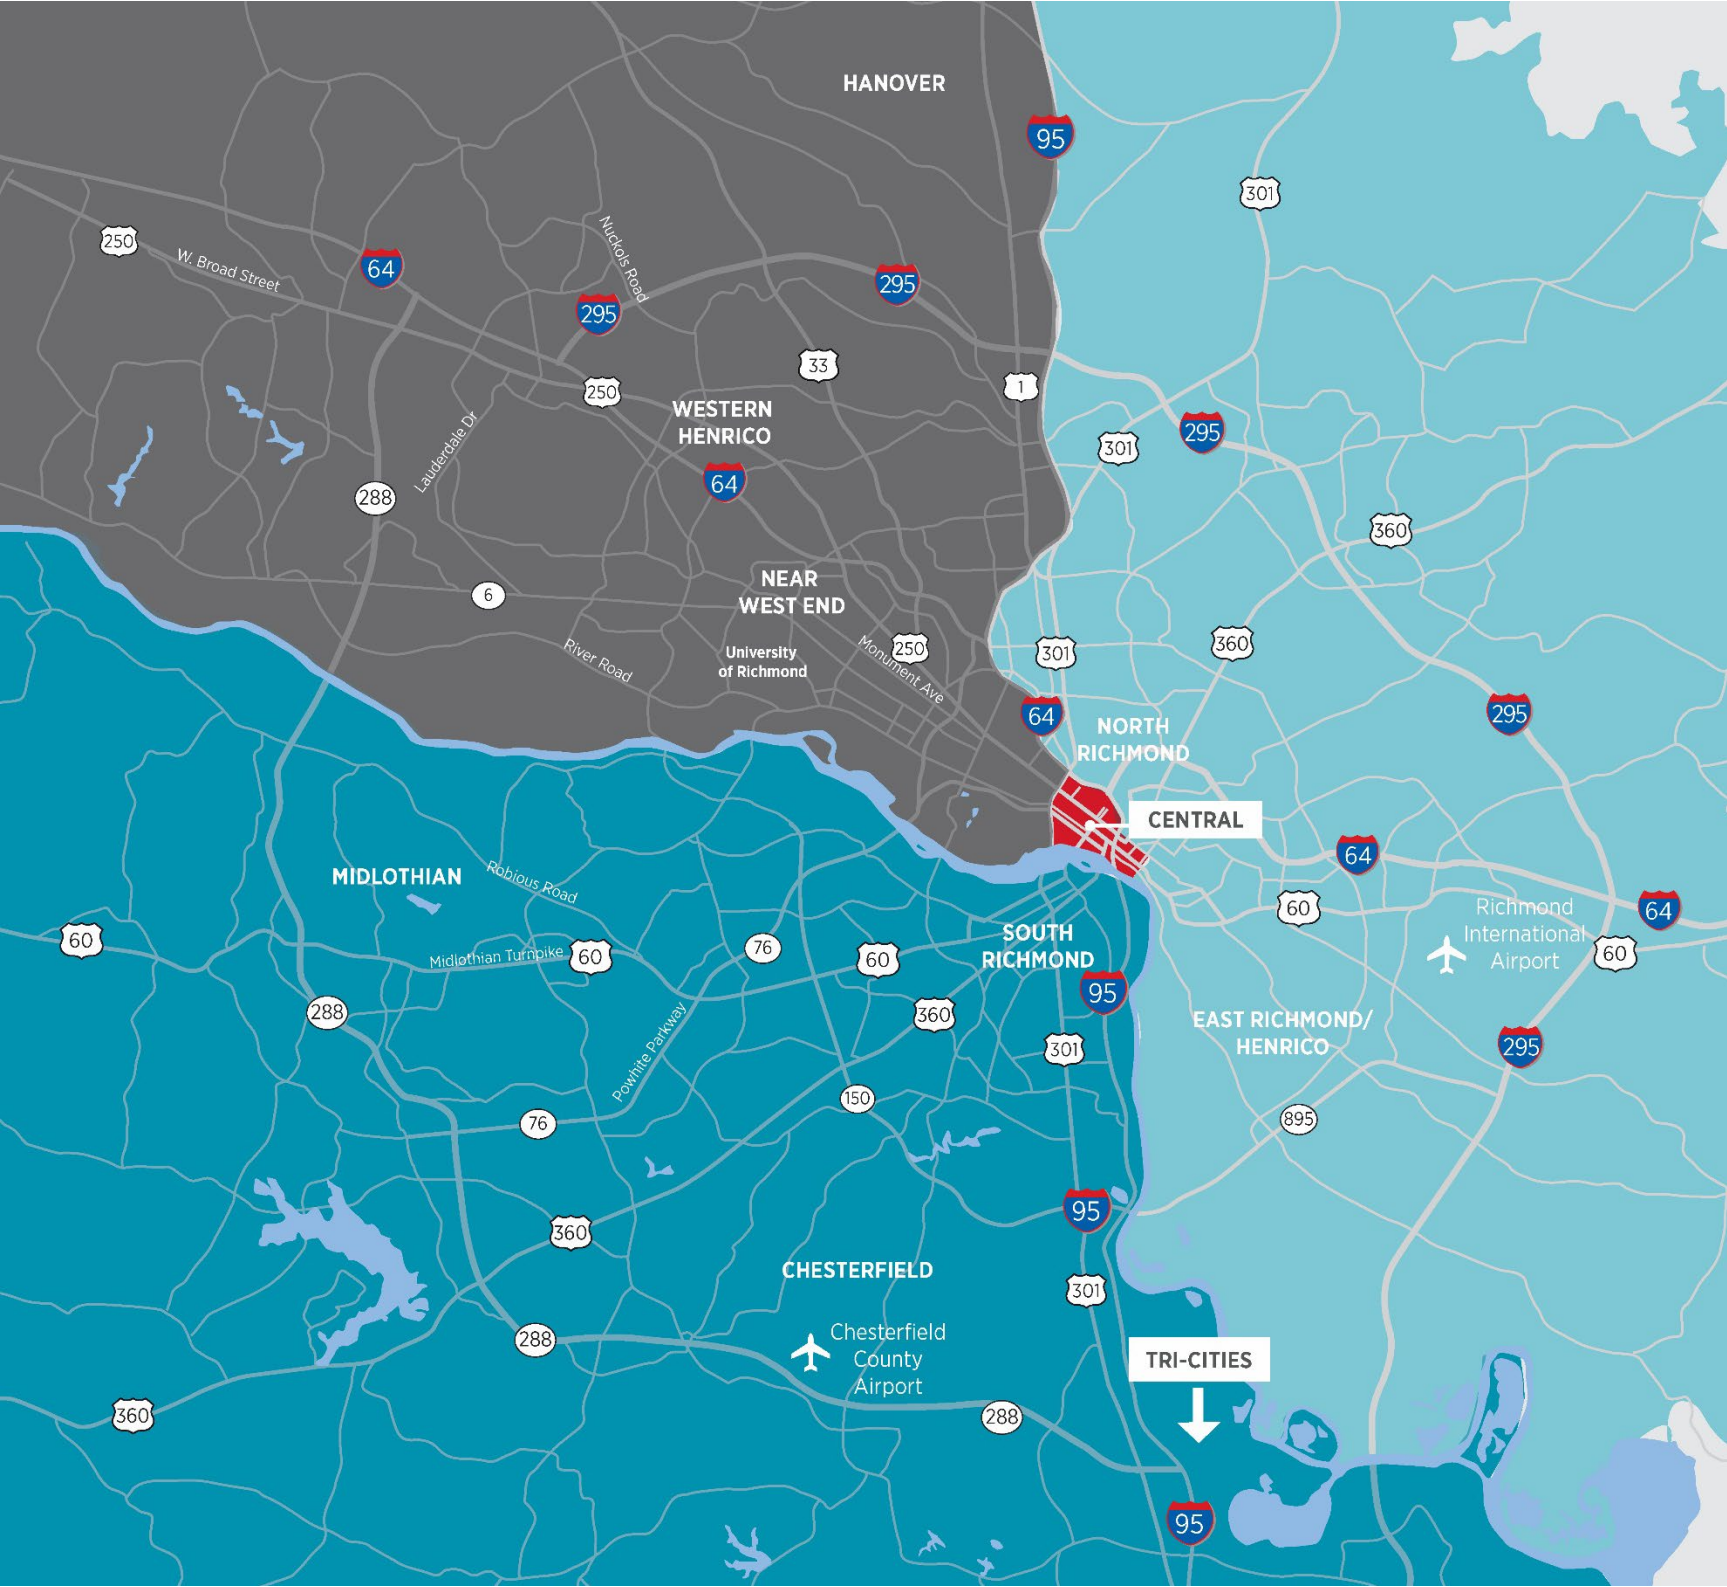 HANOVER
95
301
250
W. Broad Street
64
Nuckols Road
295
295
33
1
250
WESTERN
HENRICO
Lauderdale Dr
301
295
64
288
360
NEAR
WEST END
6
River Road
University
of Richmond
Monument Ave
250
301
360
64
295
NORTH
RICHMOND
CENTRAL
64
MIDLOTHIAN
Robious Road
60
64
Richmond
International
Airport
60
60
Midlothian Turnpike
60
76
60
SOUTH
RICHMOND
95
288
360
EAST RICHMOND/
HENRICO
301
295
Powhite Parkway
150
76
895
95
360
CHESTERFIELD
301
288
Chesterfield
County
Airport
TRI-CITIES
360
288
95